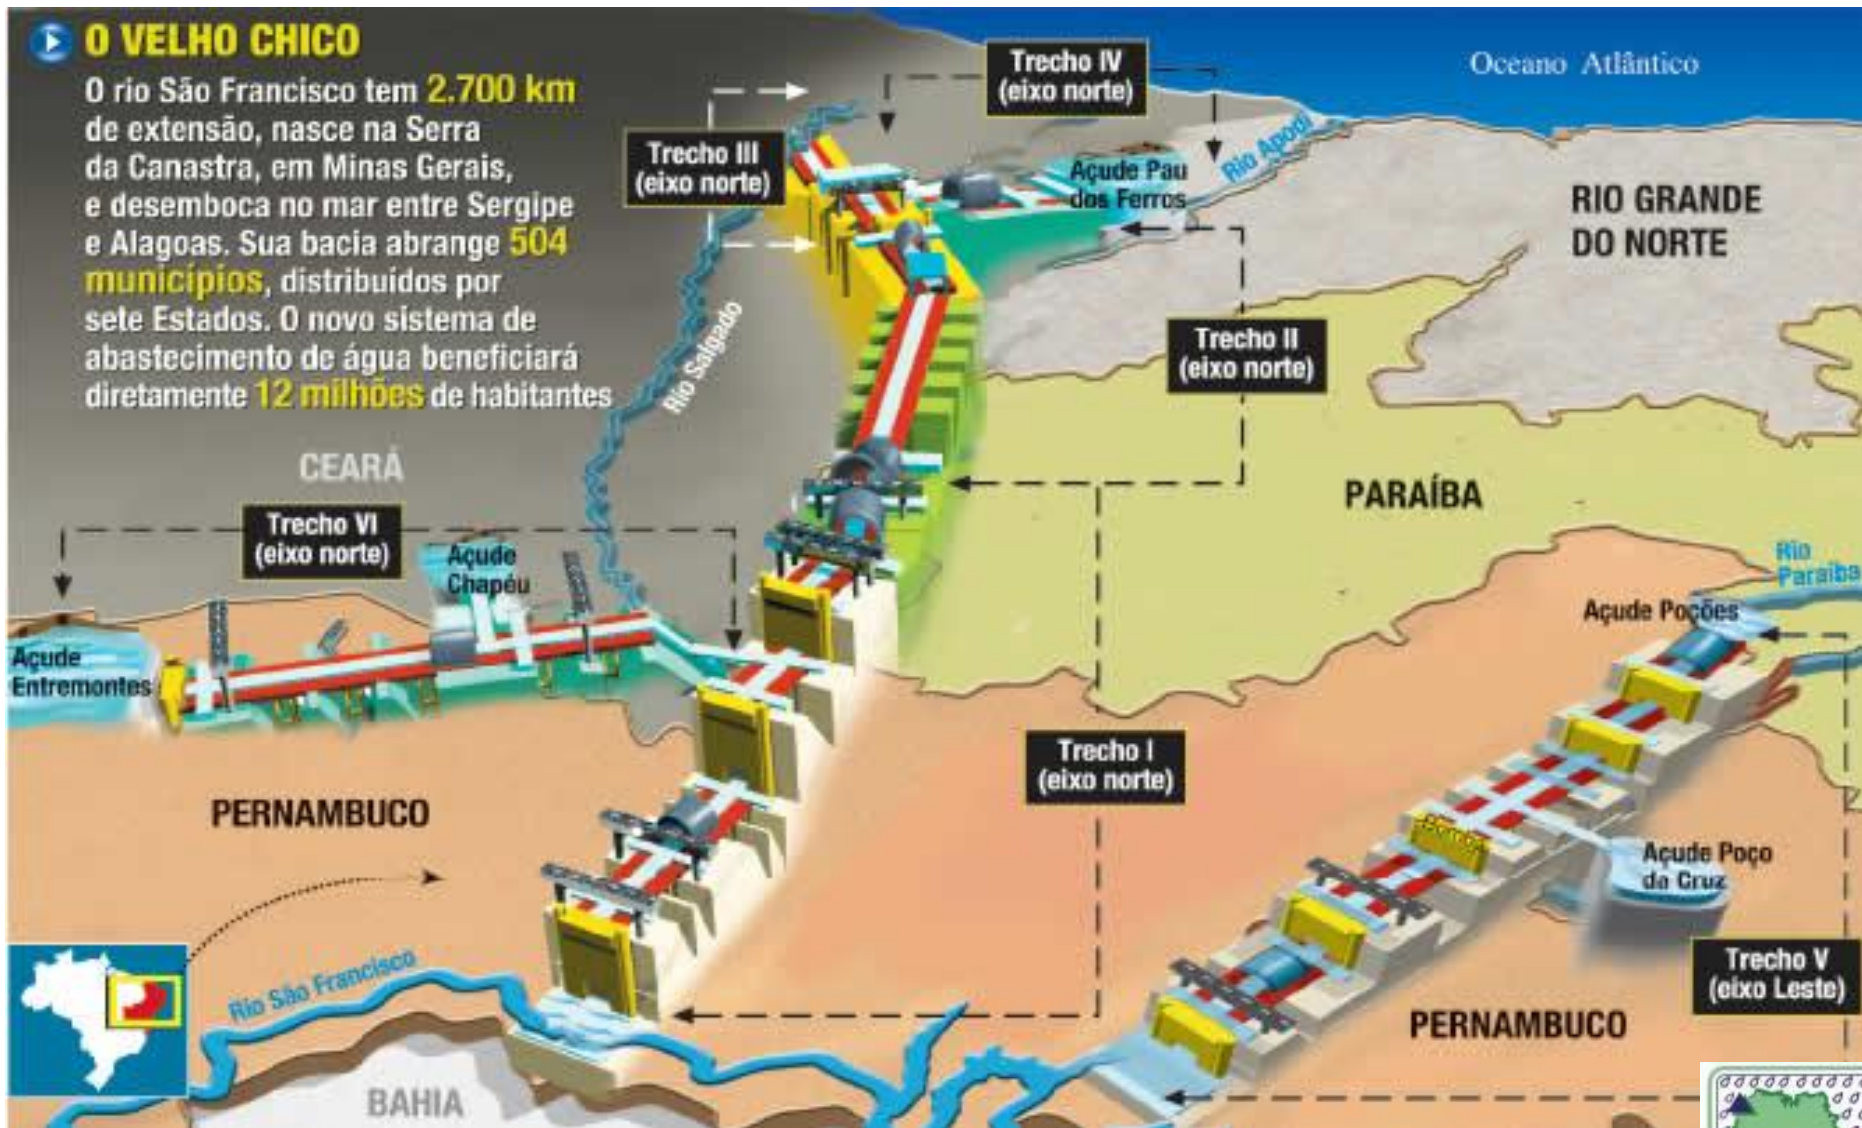 O VELHO CHICO
O rio São Francisco tem 2.700 km
de extensão, nasce na Serra
da Canastra, em Minas Gerais,
e desemboca no mar entre Sergipe
e Alagoas. Sua bacia abrange 504
municípios, distribuídos por
sete Estados. O novo sistema de
abastecimento de água beneficiará
diretamente 12 milhões de habitantes
Trecho IV
(eixo norte)
Oceano Atlântico
Trecho III
(eixo norte)
Açude Pau
dos Ferros
Rio Apodi
RIO GRANDE
DO NORTE
Rio Salgado
Trecho II
(eixo norte)
CEARÁ
PARAÍBA
Trecho VI
(eixo norte)
Açude
Chapéu
Rio
Paraíba
Açude Poções
Açude
Entremontes
Trecho I
(eixo norte)
PERNAMBUCO
Açude Poço
da Cruz
Trecho V
(eixo Leste)
Rio São Francisco
PERNAMBUCO
BAHIA